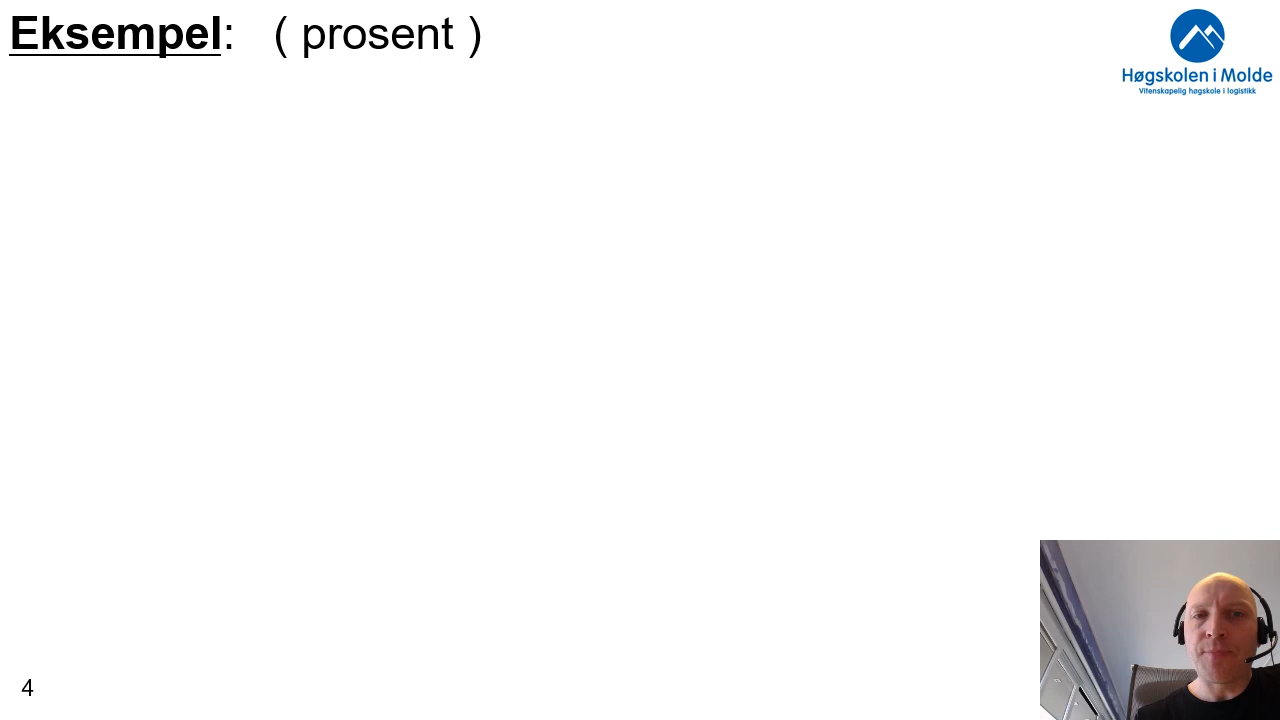 Eksempel: ( prosent )
Høgskolen i Molde
Vitenskapelig høgskole i logistikk
4